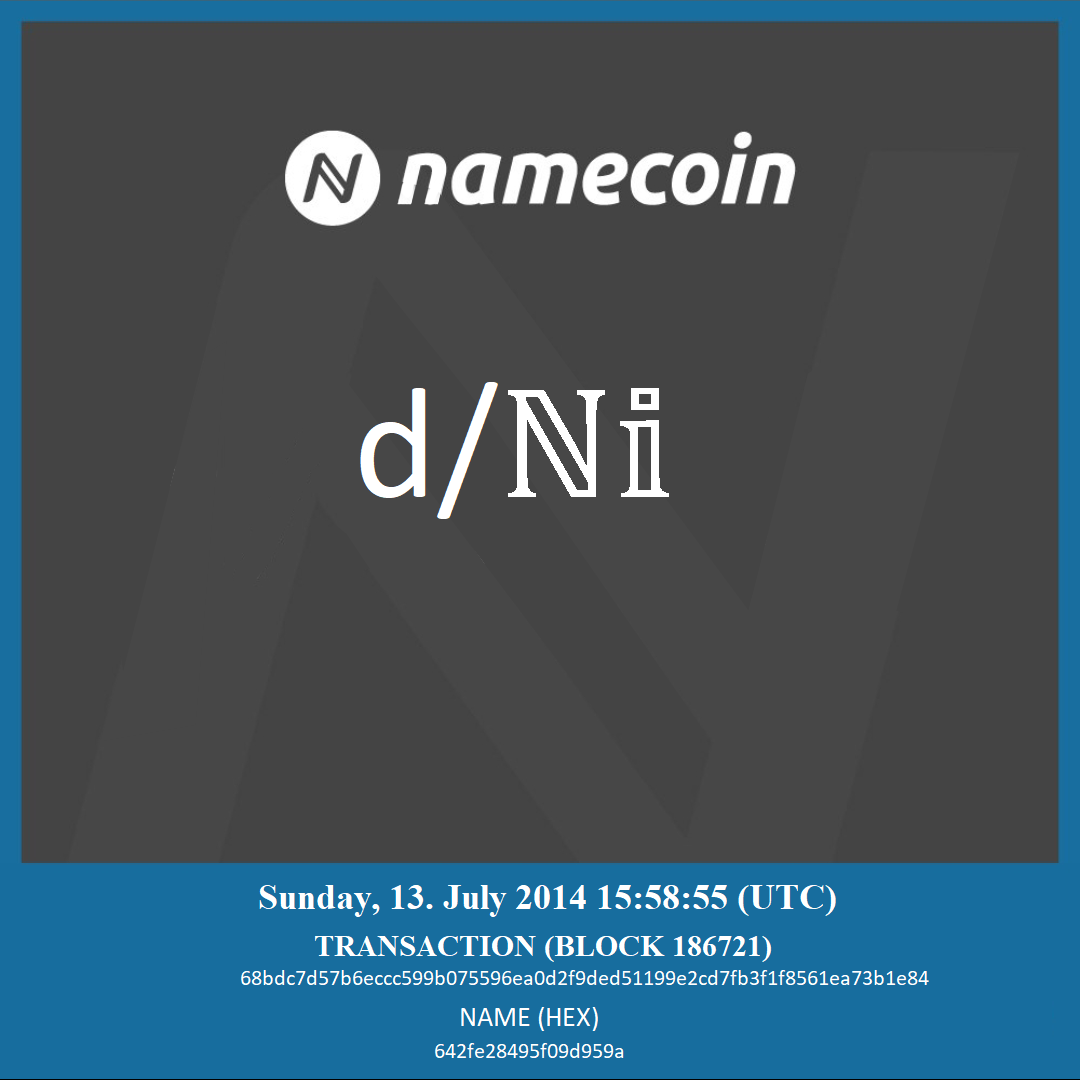 namecoin
d/ℕ𝕚
Sunday, 13. July 2014 15:58:55 (UTC)
TRANSACTION (BLOCK 186721)
68bdc7d57b6eccc599b075596ea0d2f9ded51199e2cd7fb3f1f8561ea73b1e84
NAME (HEX)
642fe28495f09d959a